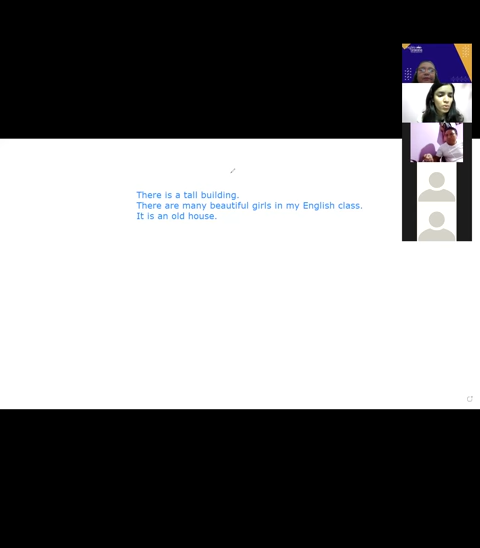 There is a tall building.
There are many beautiful girls in my English class.
It is an old house.